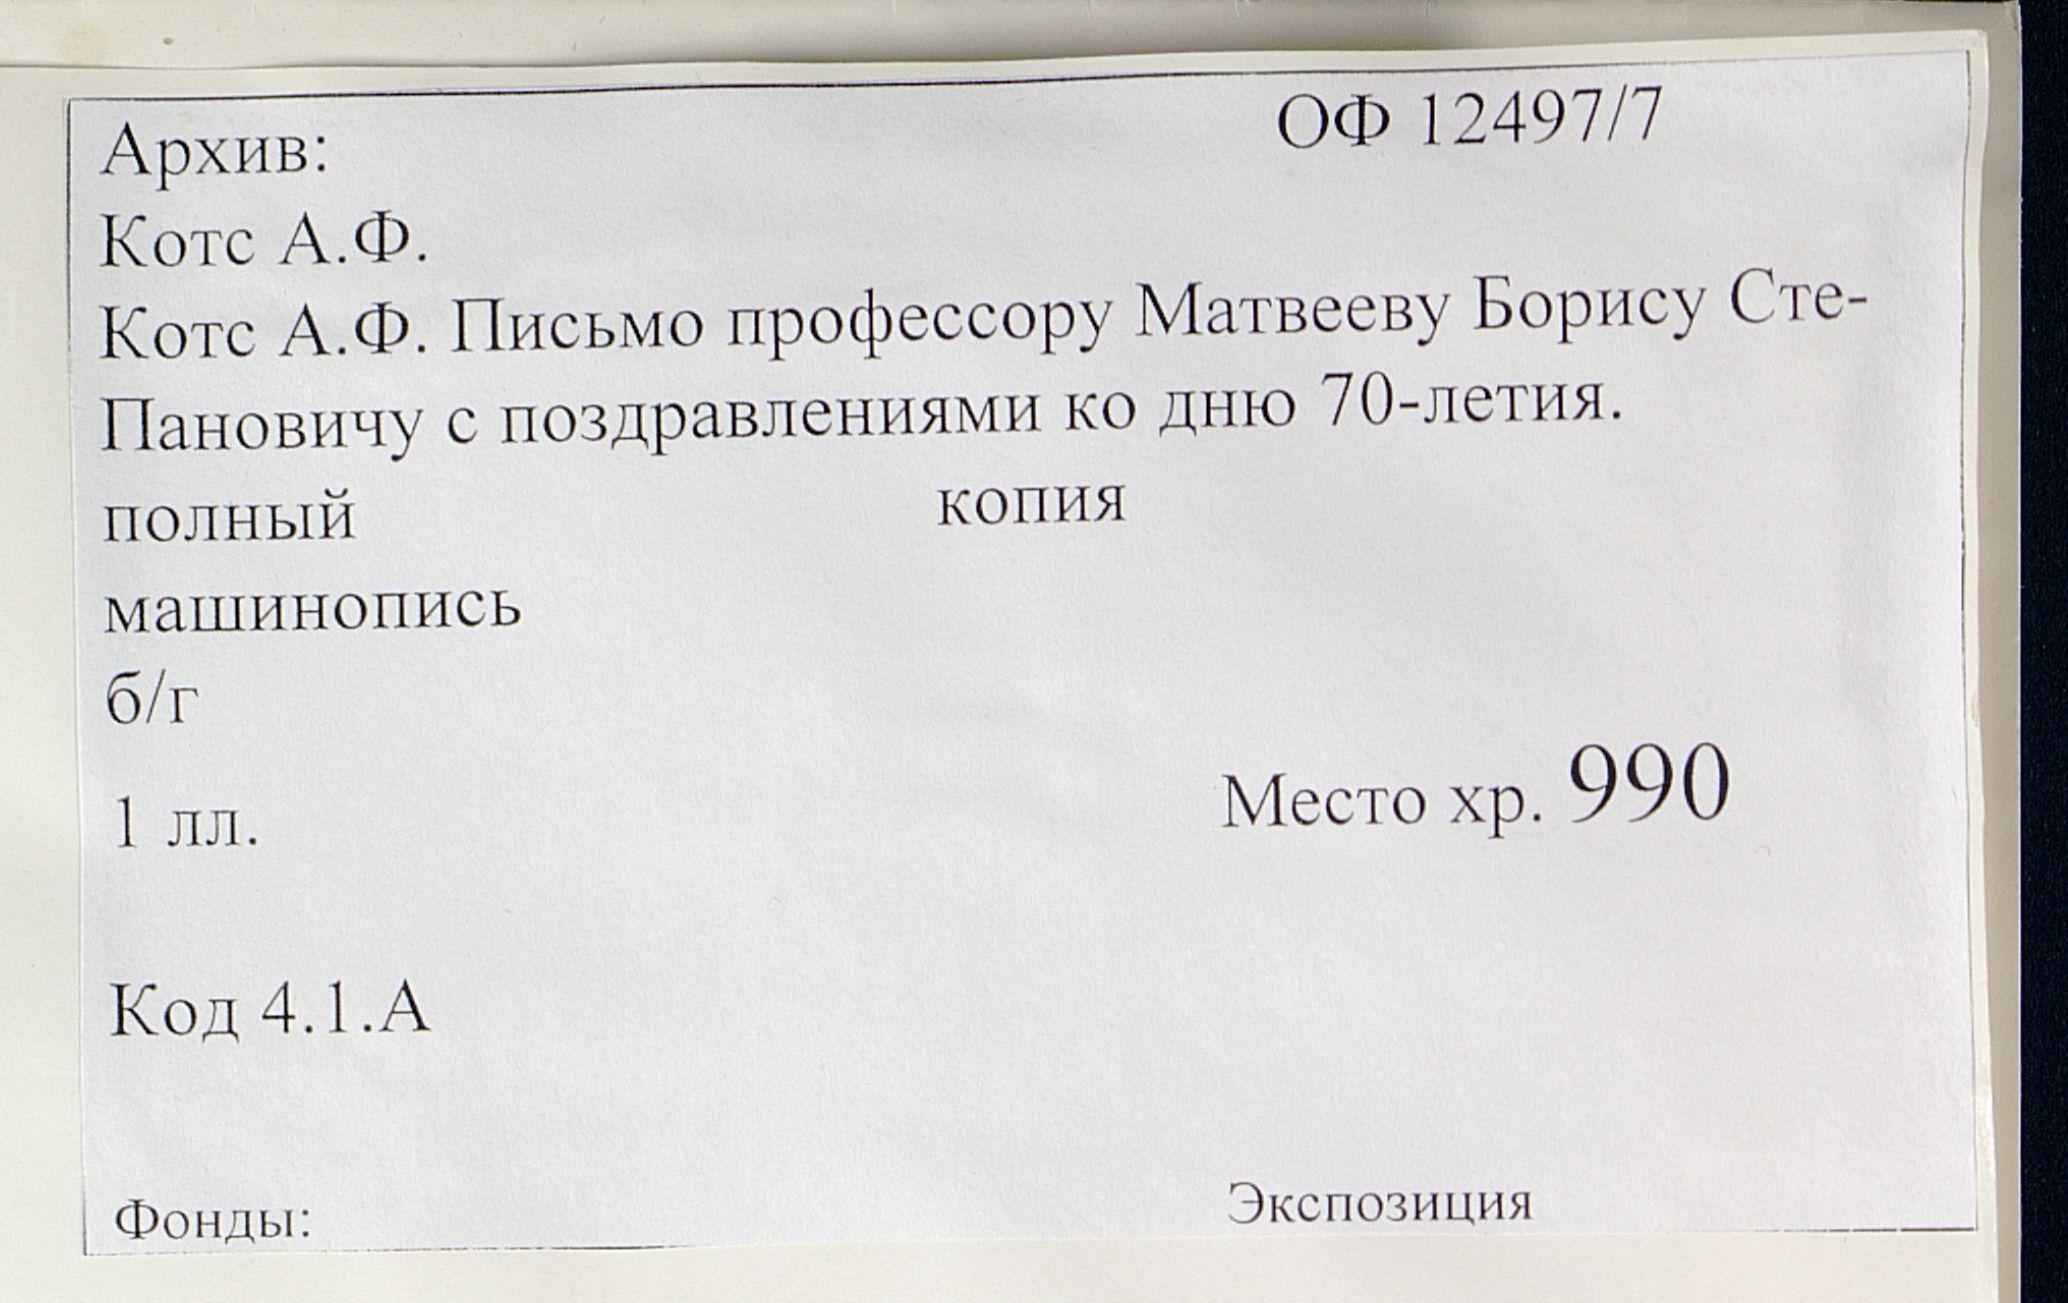 Архив: ОФ 12497/7
Котс А.Ф.
Котс А.Ф. Письмо профессору Матвееву Борису Сте-
Пановичу с поздравлениями ко дню 70-летия.
полный копия
машинопись
б/г
1 лл. Место хр. 990
Код 4.1.А
Фонды: Экспозиция